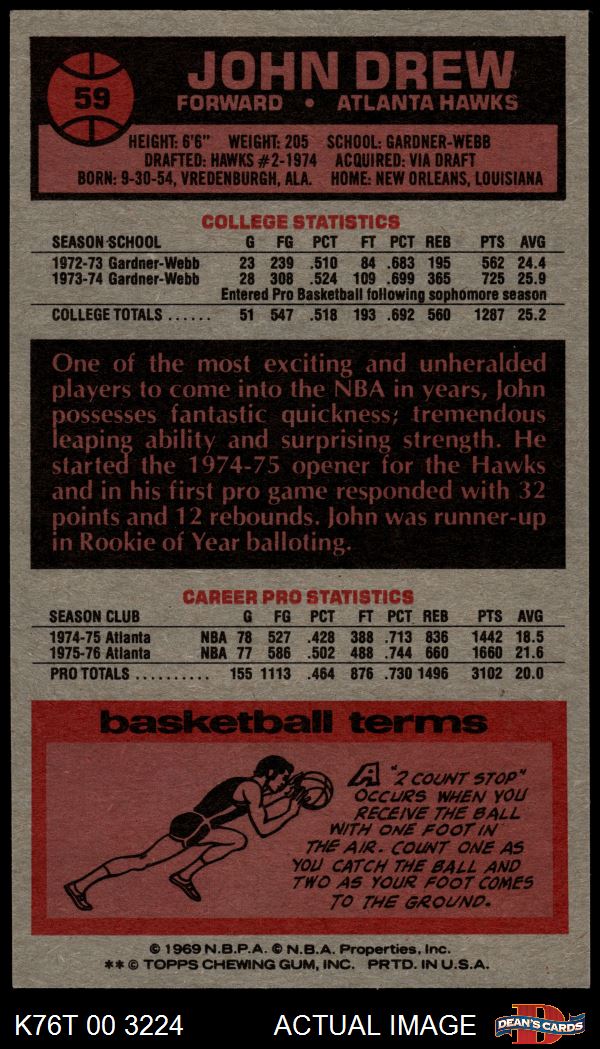 59
JOHN DREW
FORWARD • ATLANTA HAWKS
HEIGHT: 6'6" WEIGHT: 205 SCHOOL: GARDNER-WEBB
DRAFTED: HAWKS #2-1974 ACQUIRED: VIA DRAFT
BORN: 9-30-54, VREDENBURGH, ALA. HOME: NEW ORLEANS, LOUISIANA
COLLEGE STATISTICS
SEASON SCHOOL G FG PCT FT PCT REB PTS AVG
1972-73 Gardner-Webb 23 239 .510 84 .683 195 562 24.4
1973-74 Gardner-Webb 28 308 .524 109 .699 365 725 25.9
Entered Pro Basketball following sophomore season
COLLEGE TOTALS ...... 51 547 .518 193 .692 560 1287 25.2
One of the most exciting and unheralded
players to come into the NBA in years, John
possesses fantastic quickness; tremendous
leaping ability and surprising strength. He
started the 1974-75 opener for the Hawks
and in his first pro game responded with 32
points and 12 rebounds. John was runner-up
in Rookie of Year balloting.
CAREER PRO STATISTICS
SEASON CLUB G FG PCT FT PCT REB PTS AVG
1974-75 Atlanta NBA 78 527 .428 388 .713 836 1442 18.5
1975-76 Atlanta NBA 77 586 .502 488 .744 660 1660 21.6
PRO TOTALS .......... 155 1113 .464 876 .730 1496 3102 20.0
basketball terms
A "2 COUNT STOP"
OCCURS WHEN YOU
RECEIVE THE BALL
WITH ONE FOOT IN
THE AIR. COUNT ONE AS
YOU CATCH THE BALL AND
TWO AS YOUR FOOT COMES
TO THE GROUND.
© 1969 N.B.P.A. © N.B.A. Properties, Inc.
** © TOPPS CHEWING GUM, INC. PRTD. IN U.S.A.
K76T 00 3224 ACTUAL IMAGE
D
DEAN'S CARDS